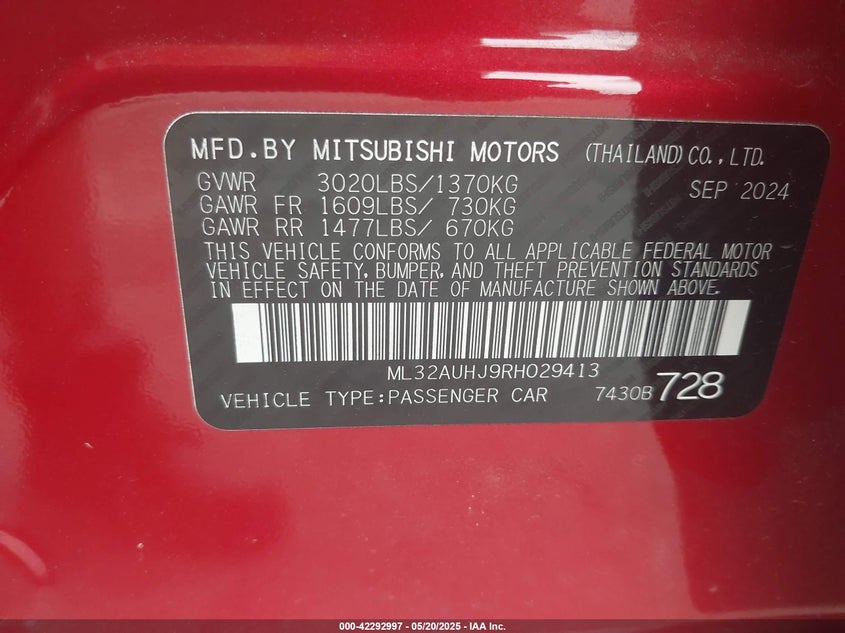 MFD.BY MITSUBISHI MOTORS (THAILAND)CO.,LTD.
GVWR 3020LBS/1370KG SEP 2024
GAWR FR 1609LBS/ 730KG
GAWR RR 1477LBS/ 670KG
THIS VEHICLE CONFORMS TO ALL APPLICABLE FEDERAL MOTOR
VEHICLE SAFETY, BUMPER, AND THEFT PREVENTION STANDARDS
IN EFFECT ON THE DATE OF MANUFACTURE SHOWN ABOVE.
ML32AUHJ9RH029413
VEHICLE TYPE:PASSENGER CAR 7430B 728
000-42292997 - 05/20/2025 - IAA Inc.